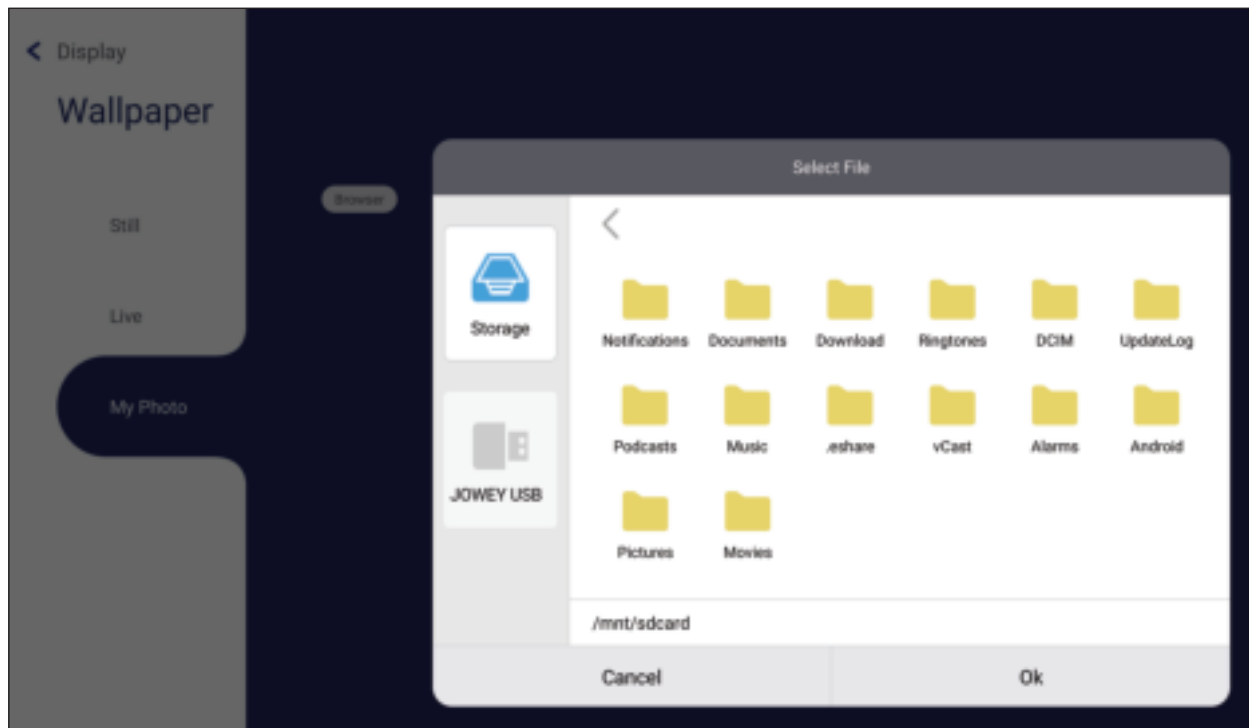 Display
Wallpaper
Still
Live
My Photo
Browser
Select File
Storage
JOWEY USB
Notifications Documents Download Ringtones DCIM UpdateLog
Podcasts Music .eshare vCast Alarms Android
Pictures Movies
/mnt/sdcard
Cancel Ok